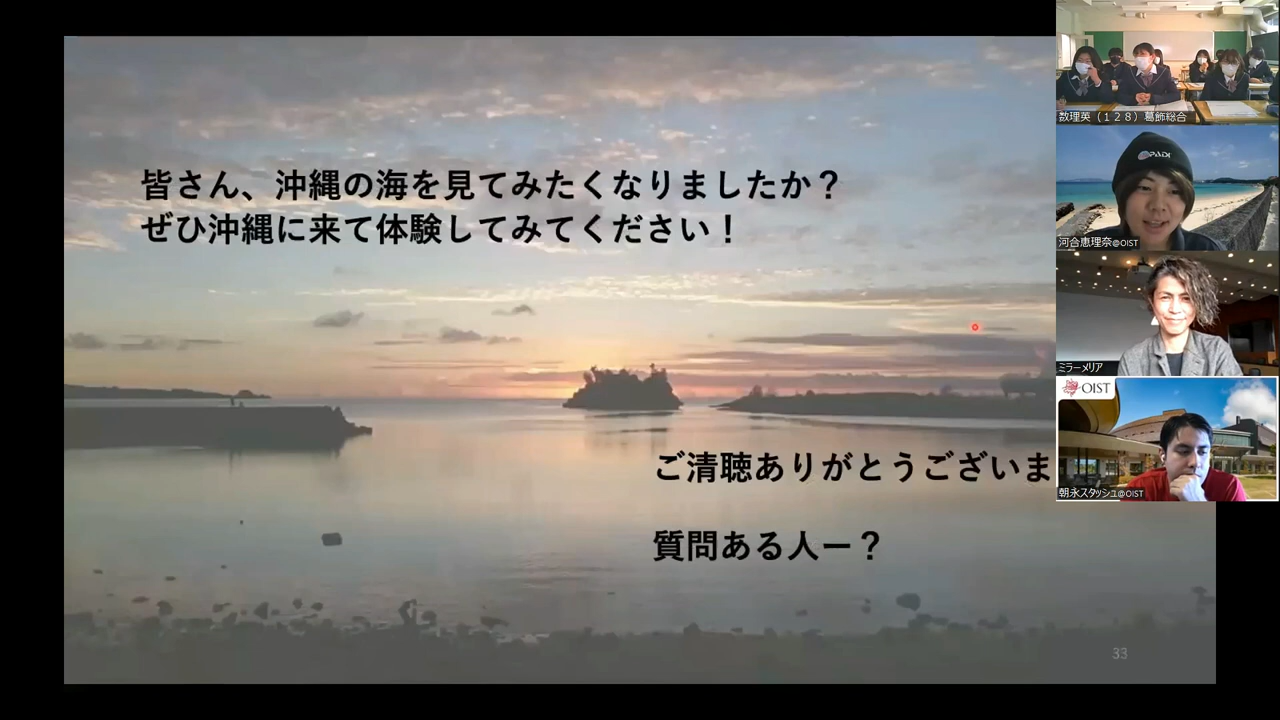 皆さん、沖縄の海を見てみたくなりましたか？
ぜひ沖縄に来て体験してみてください！
ご清聴ありがとうございま
質問ある人ー？
33
数理英（１２８）葛飾総合
PADI
河合恵理奈@OIST
ミラーメリア
OIST
朝永スタッシュ@OIST